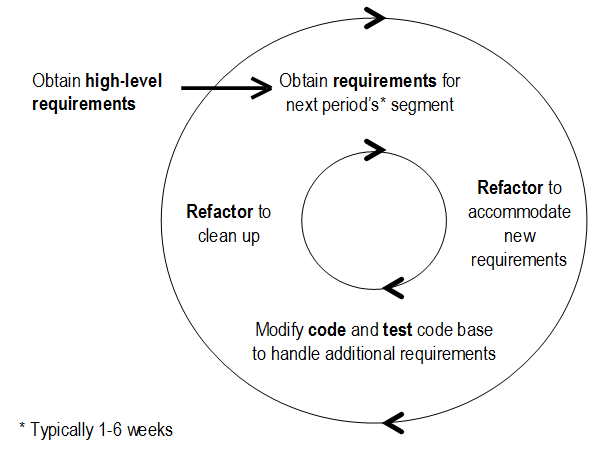 Obtain high-level
requirements
Obtain requirements for
next period's* segment
Refactor to
accommodate
new
requirements
Modify code and test code base
to handle additional requirements
Refactor to
clean up
* Typically 1-6 weeks